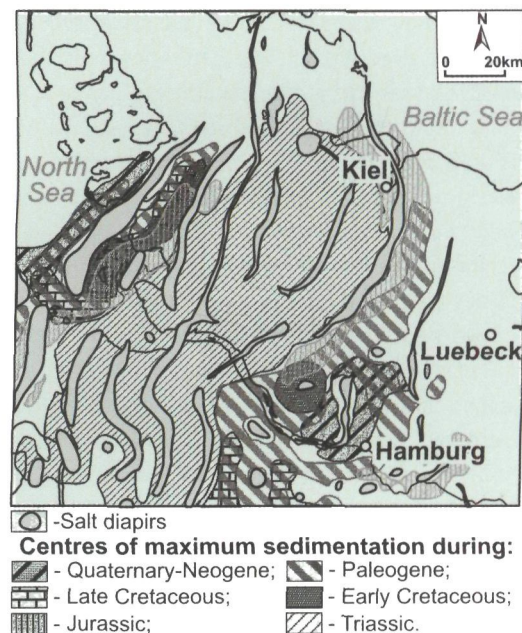 N
0 20km
Baltic Sea
North
Sea
Kiel
Luebeck
Hamburg
-Salt diapirs
Centres of maximum sedimentation during:
- Quaternary-Neogene; - Paleogene;
- Late Cretaceous; - Early Cretaceous;
- Jurassic; - Triassic.